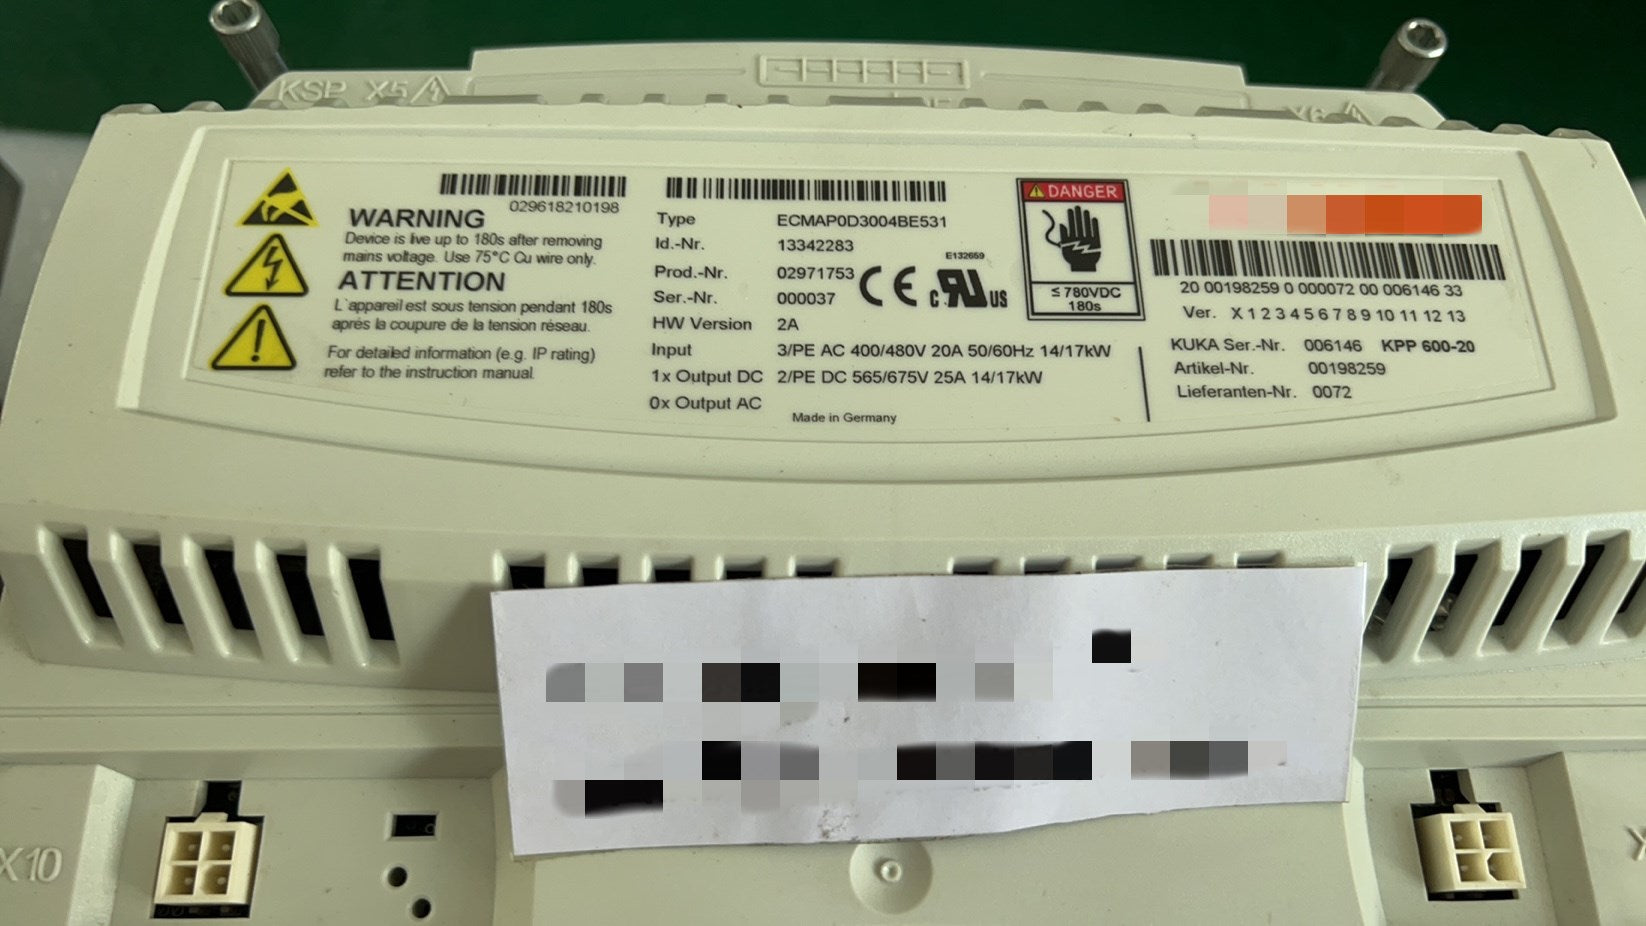 KSP X5
X6
029618210198
WARNING
Device is live up to 180s after removing
mains voltage. Use 75°C Cu wire only.
ATTENTION
L`appareil est sous tension pendant 180s
après la coupure de la tension réseau.
For detailed information (e.g. IP rating)
refer to the instruction manual.
Type ECMAP0D3004BE531
Id.-Nr. 13342283
Prod.-Nr. 02971753
Ser.-Nr. 000037
HW Version 2A
Input 3/PE AC 400/480V 20A 50/60Hz 14/17kW
1x Output DC 2/PE DC 565/675V 25A 14/17kW
0x Output AC
Made in Germany
CE
E132659
c RU US
DANGER
≤780VDC
180s
20 00198259 0 000072 00 006146 33
Ver. X 1 2 3 4 5 6 7 8 9 10 11 12 13
KUKA Ser.-Nr. 006146 KPP 600-20
Artikel-Nr. 00198259
Lieferanten-Nr. 0072
X10